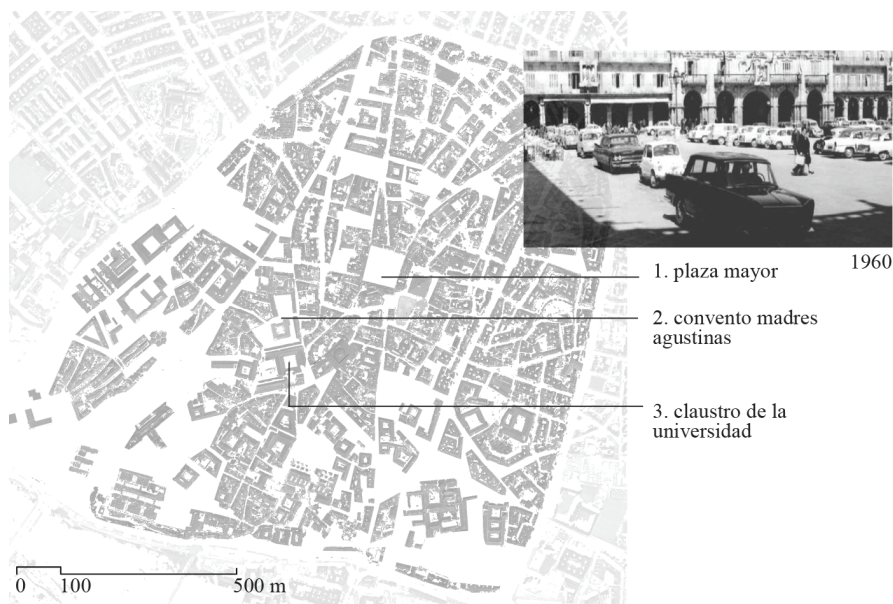 1960
1. plaza mayor
2. convento madres
agustinas
3. claustro de la
universidad
0 100 500 m